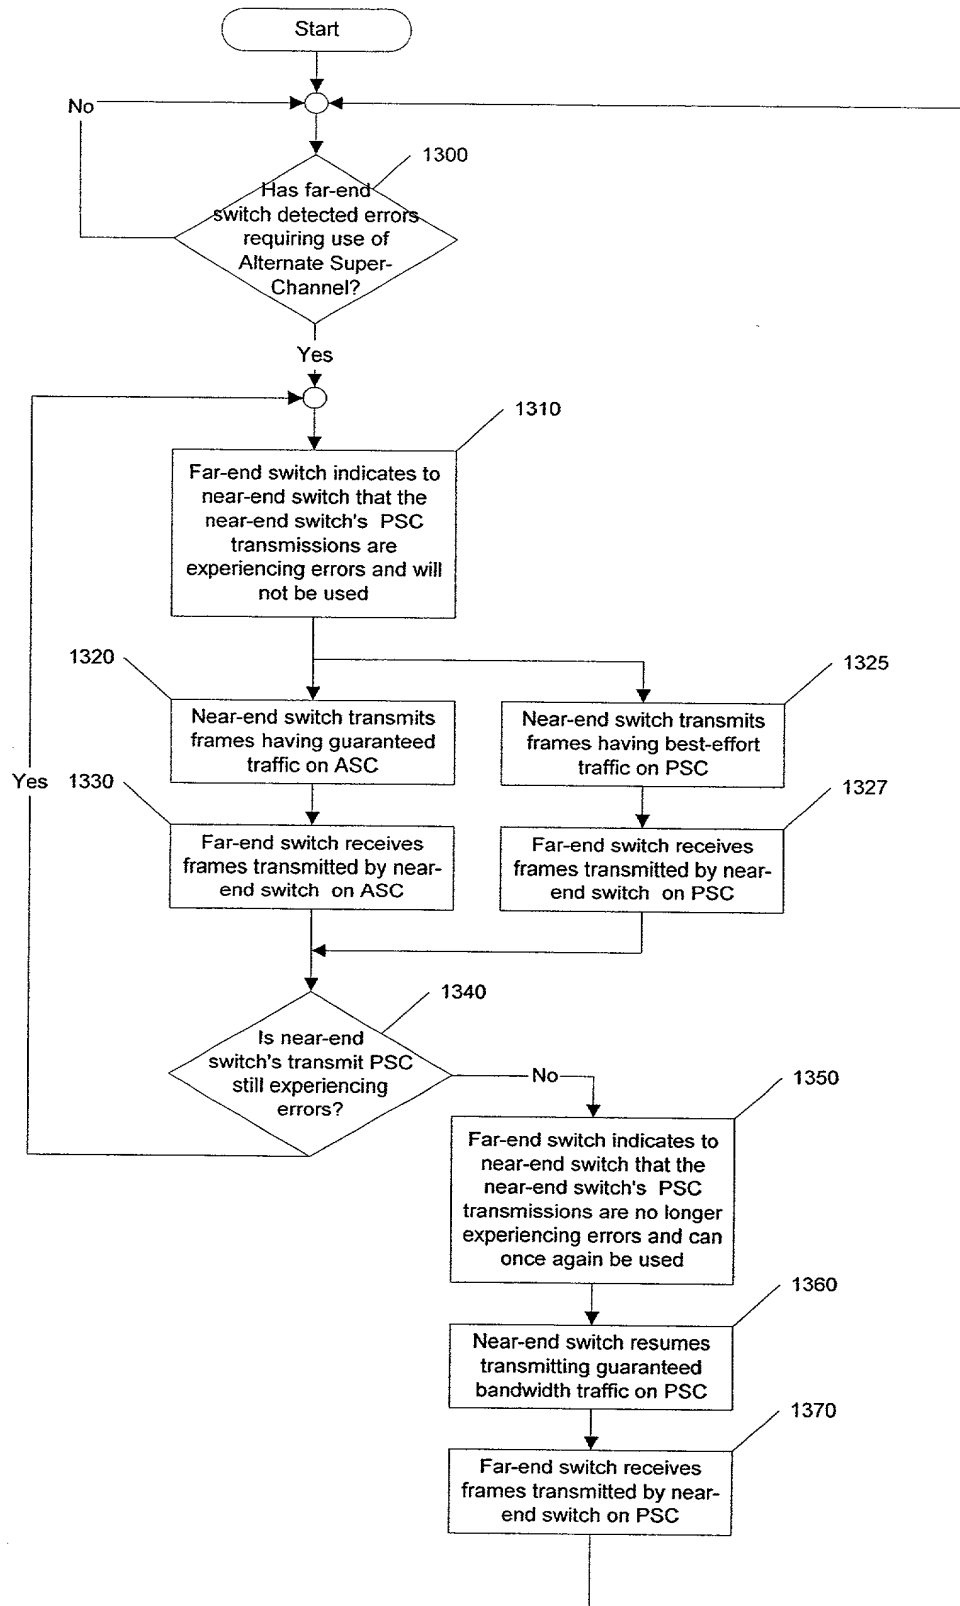 Start
No
1300
Has far-end
switch detected errors
requiring use of
Alternate Super-
Channel?
Yes
1310
Far-end switch indicates to
near-end switch that the
near-end switch's PSC
transmissions are
experiencing errors and will
not be used
1320
1325
Near-end switch transmits
frames having guaranteed
traffic on ASC
Near-end switch transmits
frames having best-effort
traffic on PSC
Yes
1330
1327
Far-end switch receives
frames transmitted by near-
end switch on ASC
Far-end switch receives
frames transmitted by near-
end switch on PSC
1340
Is near-end
switch's transmit PSC
still experiencing
errors?
No
1350
Far-end switch indicates to
near-end switch that the
near-end switch's PSC
transmissions are no longer
experiencing errors and can
once again be used
1360
Near-end switch resumes
transmitting guaranteed
bandwidth traffic on PSC
1370
Far-end switch receives
frames transmitted by near-
end switch on PSC